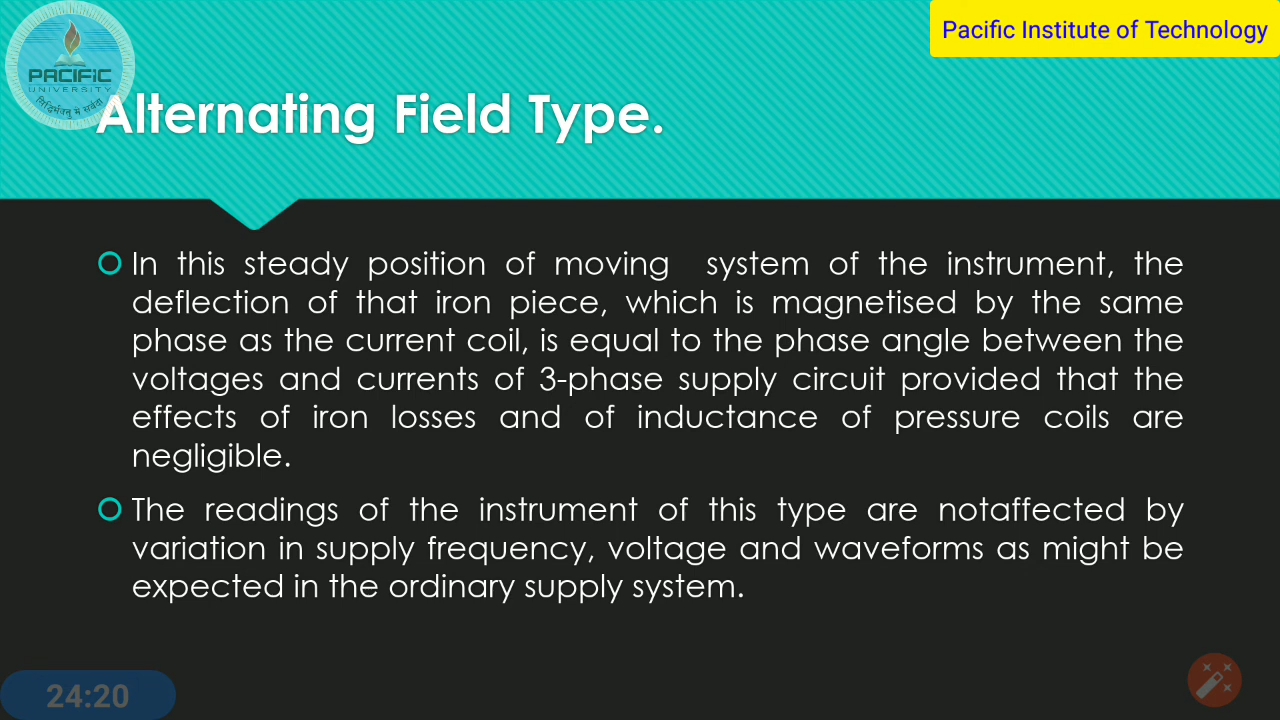 Pacific Institute of Technology
PACIFIC
UNIVERSITY
Alternating Field Type.
In this steady position of moving system of the instrument, the
deflection of that iron piece, which is magnetised by the same
phase as the current coil, is equal to the phase angle between the
voltages and currents of 3-phase supply circuit provided that the
effects of iron losses and of inductance of pressure coils are
negligible.
The readings of the instrument of this type are notaffected by
variation in supply frequency, voltage and waveforms as might be
expected in the ordinary supply system.
24:20